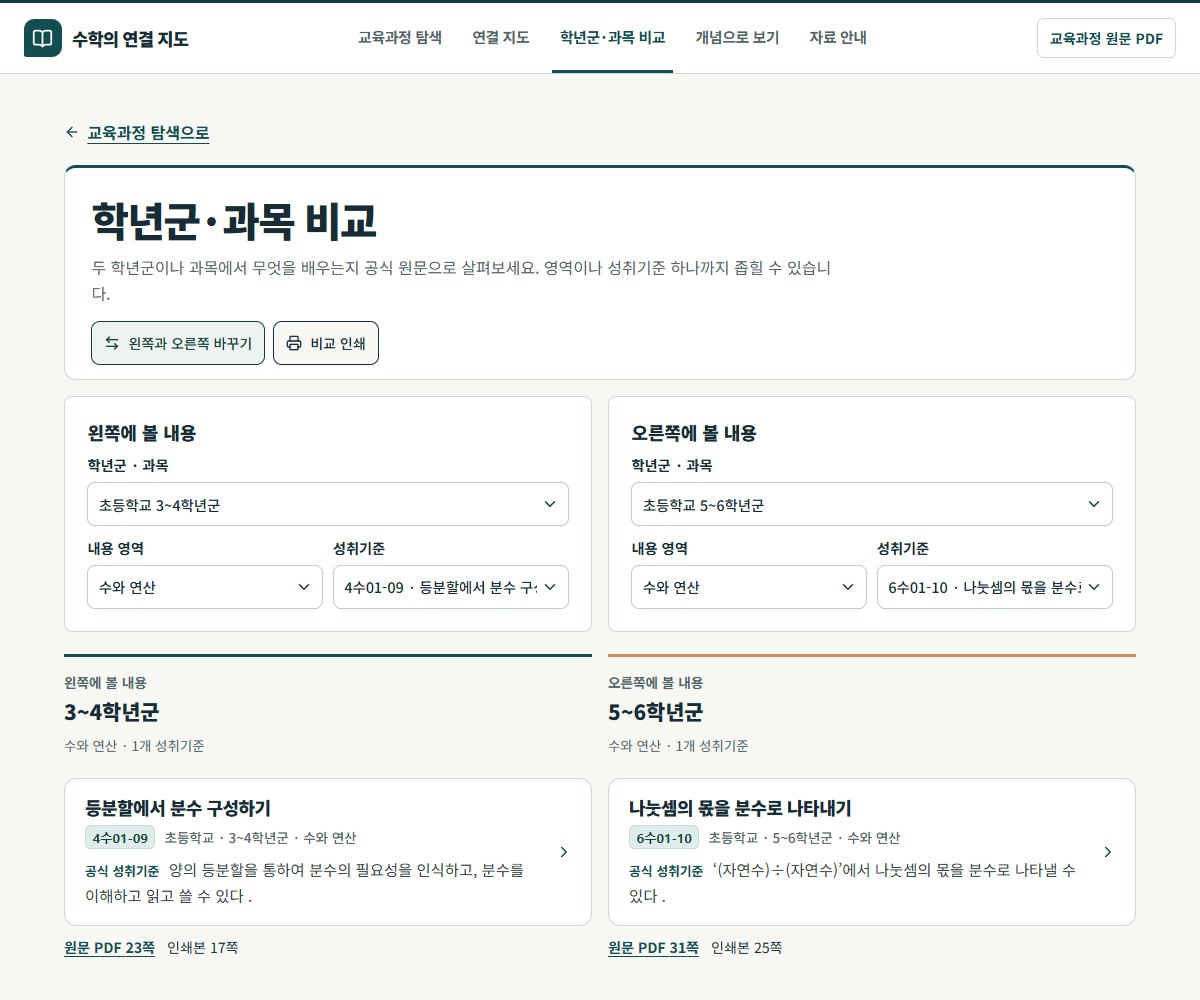 수학의 연결 지도
교육과정 탐색
연결 지도
학년군·과목 비교
개념으로 보기
자료 안내
교육과정 원문 PDF
← 교육과정 탐색으로
학년군·과목 비교
두 학년군이나 과목에서 무엇을 배우는지 공식 원문으로 살펴보세요. 영역이나 성취기준 하나까지 좁힐 수 있습니
다.
왼쪽과 오른쪽 바꾸기
비교 인쇄
왼쪽에 볼 내용
학년군 · 과목
초등학교 3~4학년군
내용 영역
성취기준
수와 연산
4수01-09 · 등분할에서 분수 구
오른쪽에 볼 내용
학년군 · 과목
초등학교 5~6학년군
내용 영역
성취기준
수와 연산
6수01-10 · 나눗셈의 몫을 분수
왼쪽에 볼 내용
3~4학년군
수와 연산 · 1개 성취기준
등분할에서 분수 구성하기
4수01-09 초등학교 · 3~4학년군 · 수와 연산
공식 성취기준 양의 등분할을 통하여 분수의 필요성을 인식하고, 분수를
이해하고 읽고 쓸 수 있다 .
원문 PDF 23쪽 인쇄본 17쪽
오른쪽에 볼 내용
5~6학년군
수와 연산 · 1개 성취기준
나눗셈의 몫을 분수로 나타내기
6수01-10 초등학교 · 5~6학년군 · 수와 연산
공식 성취기준 ‘(자연수)÷(자연수)’에서 나눗셈의 몫을 분수로 나타낼 수
있다 .
원문 PDF 31쪽 인쇄본 25쪽